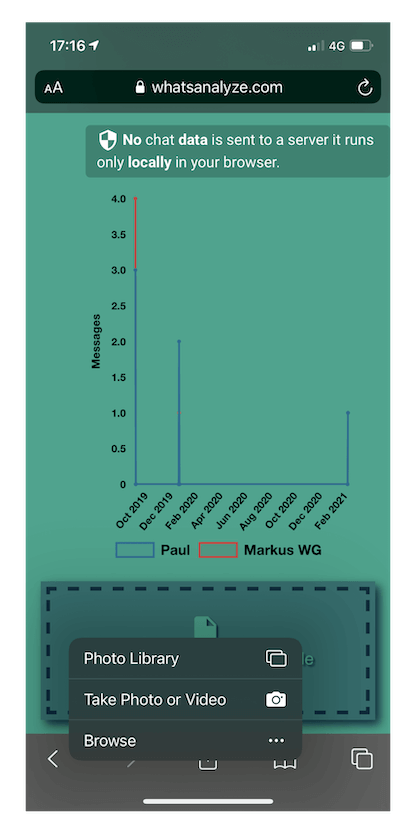 17:16 4G
AA whatsanalyze.com
No chat data is sent to a server it runs
only locally in your browser.
4.0
3.5
3.0
2.5
2.0
1.5
1.0
0.5
0
Messages
Oct 2019 Dec 2019 Feb 2020 Apr 2020 Jun 2020 Aug 2020 Oct 2020 Dec 2020 Feb 2021
Paul Markus WG
Photo Library
Take Photo or Video
Browse